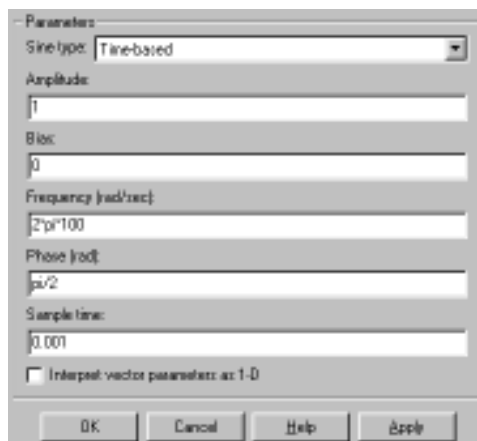 Parameters
Sine type: Time-based
Amplitude:
1
Bias:
0
Frequency (rad/sec):
2*pi*100
Phase (rad):
pi/2
Sample time:
0.001
Interpret vector parameters as 1-D
OK Cancel Help Apply